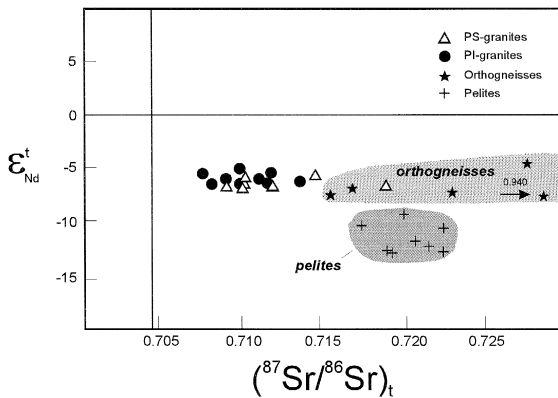 PS-granites
PI-granites
Orthogneisses
Pelites
5
0
-5
-10
-15
εᵗNd
orthogneisses
0.940
pelites
0.705
0.710
0.715
0.720
0.725
(⁸⁷Sr/⁸⁶Sr)t